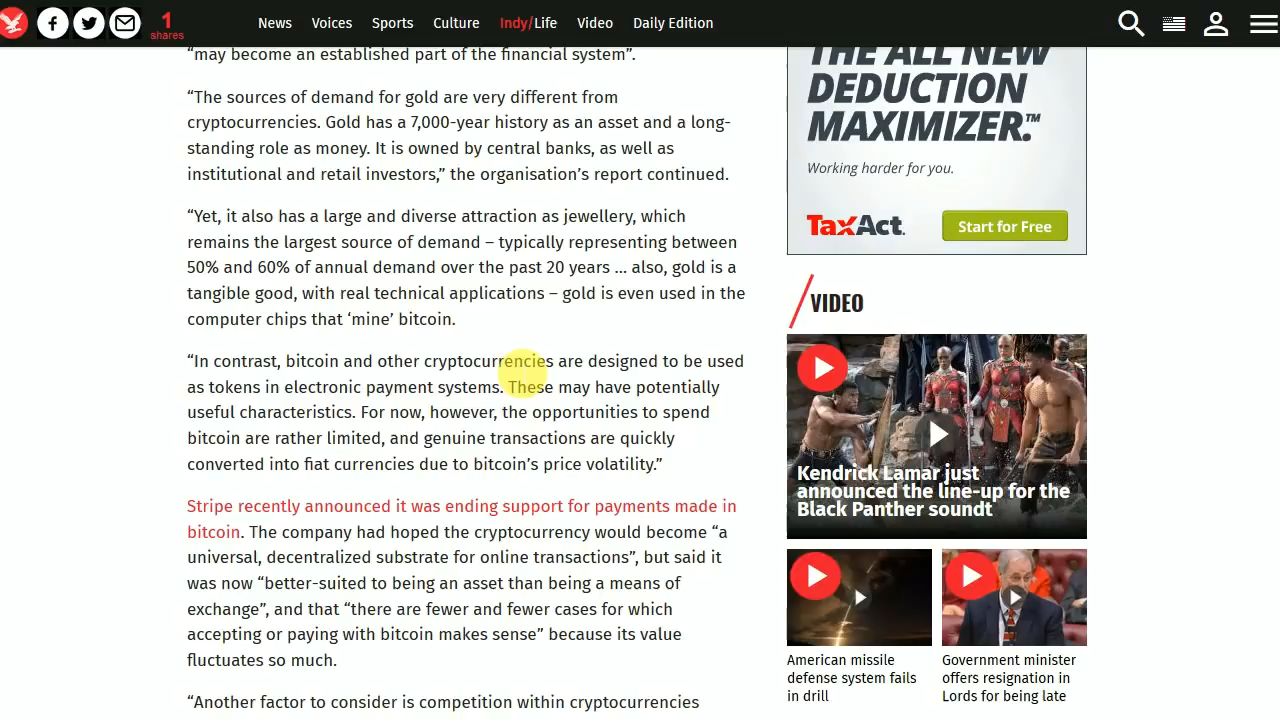 1
shares
News Voices Sports Culture Indy/Life Video Daily Edition
“may become an established part of the financial system”.
“The sources of demand for gold are very different from
cryptocurrencies. Gold has a 7,000-year history as an asset and a long-
standing role as money. It is owned by central banks, as well as
institutional and retail investors,” the organisation’s report continued.
“Yet, it also has a large and diverse attraction as jewellery, which
remains the largest source of demand – typically representing between
50% and 60% of annual demand over the past 20 years ... also, gold is a
tangible good, with real technical applications – gold is even used in the
computer chips that ‘mine’ bitcoin.
“In contrast, bitcoin and other cryptocurrencies are designed to be used
as tokens in electronic payment systems. These may have potentially
useful characteristics. For now, however, the opportunities to spend
bitcoin are rather limited, and genuine transactions are quickly
converted into fiat currencies due to bitcoin’s price volatility.”
Stripe recently announced it was ending support for payments made in
bitcoin. The company had hoped the cryptocurrency would become “a
universal, decentralized substrate for online transactions”, but said it
was now “better-suited to being an asset than being a means of
exchange”, and that “there are fewer and fewer cases for which
accepting or paying with bitcoin makes sense” because its value
fluctuates so much.
“Another factor to consider is competition within cryptocurrencies
THE ALL NEW
DEDUCTION
MAXIMIZER.™
Working harder for you.
TaxAct.
Start for Free
VIDEO
Kendrick Lamar just
announced the line-up for the
Black Panther soundt
American missile
defense system fails
in drill
Government minister
offers resignation in
Lords for being late